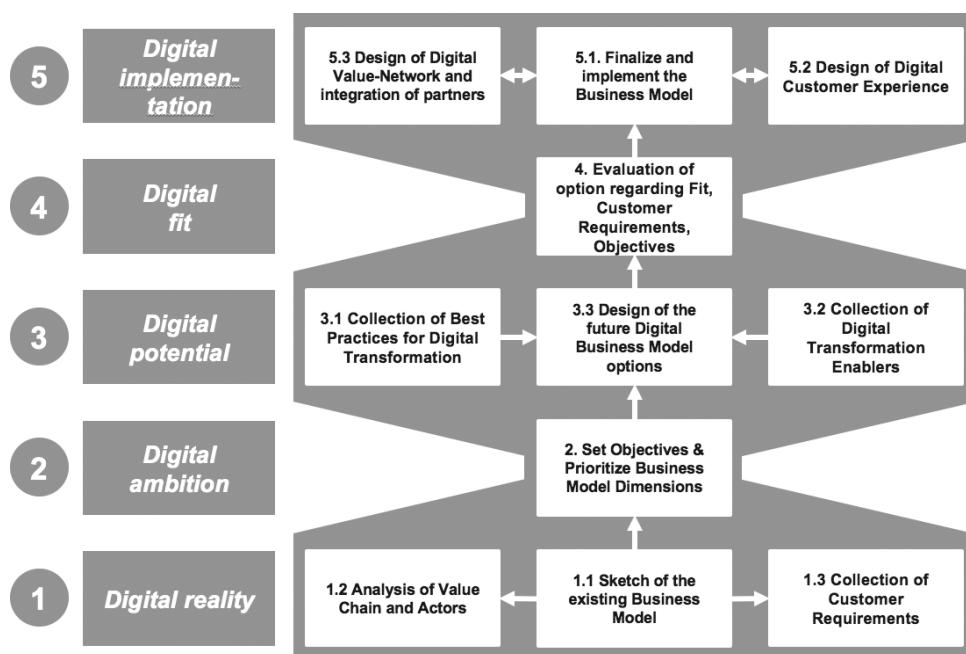 5
Digital
implemen-
tation
5.3 Design of Digital
Value-Network and
integration of partners
5.1. Finalize and
implement the
Business Model
5.2 Design of Digital
Customer Experience
4
Digital
fit
4. Evaluation of
option regarding Fit,
Customer
Requirements,
Objectives
3
Digital
potential
3.1 Collection of Best
Practices for Digital
Transformation
3.3 Design of the
future Digital
Business Model
options
3.2 Collection of
Digital
Transformation
Enablers
2
Digital
ambition
2. Set Objectives &
Prioritize Business
Model Dimensions
1
Digital reality
1.2 Analysis of Value
Chain and Actors
1.1 Sketch of the
existing Business
Model
1.3 Collection of
Customer
Requirements